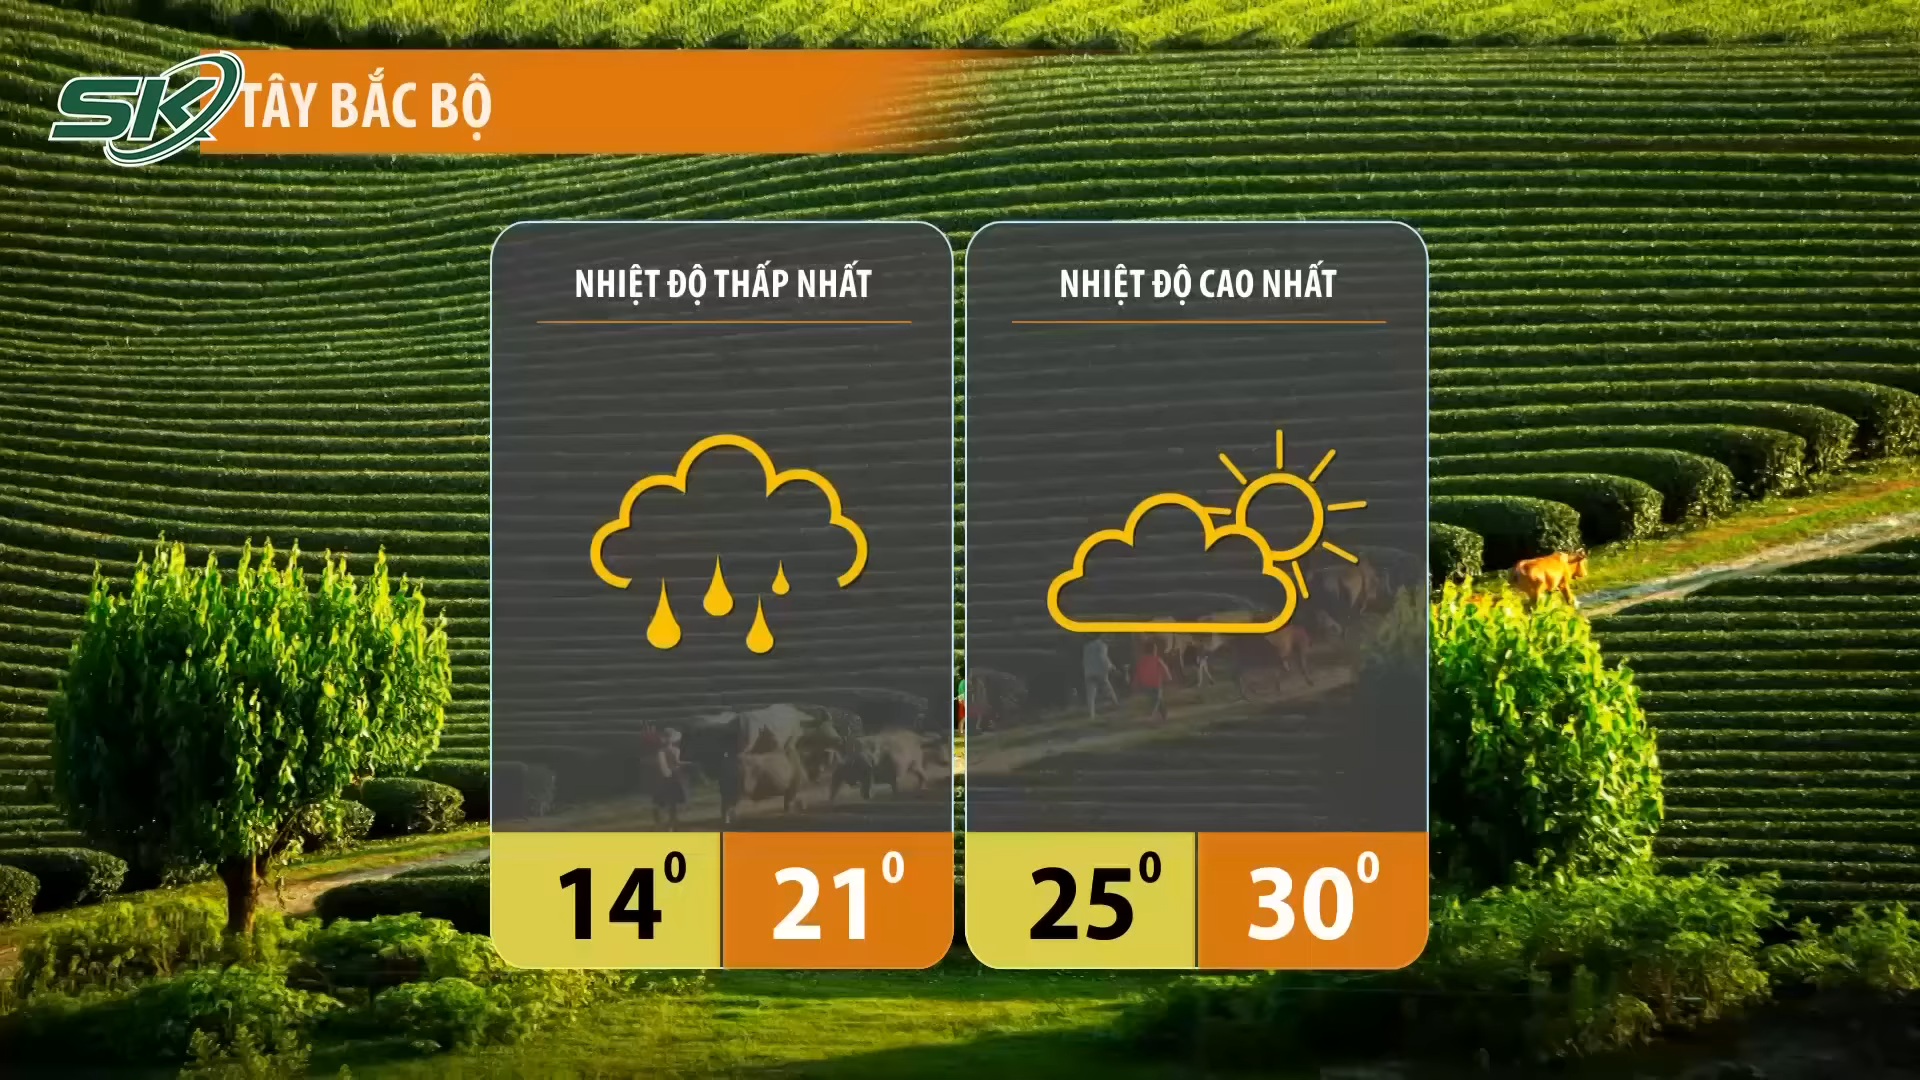 SK
TÂY BẮC BỘ
NHIỆT ĐỘ THẤP NHẤT
NHIỆT ĐỘ CAO NHẤT
14⁰ 21⁰
25⁰ 30⁰